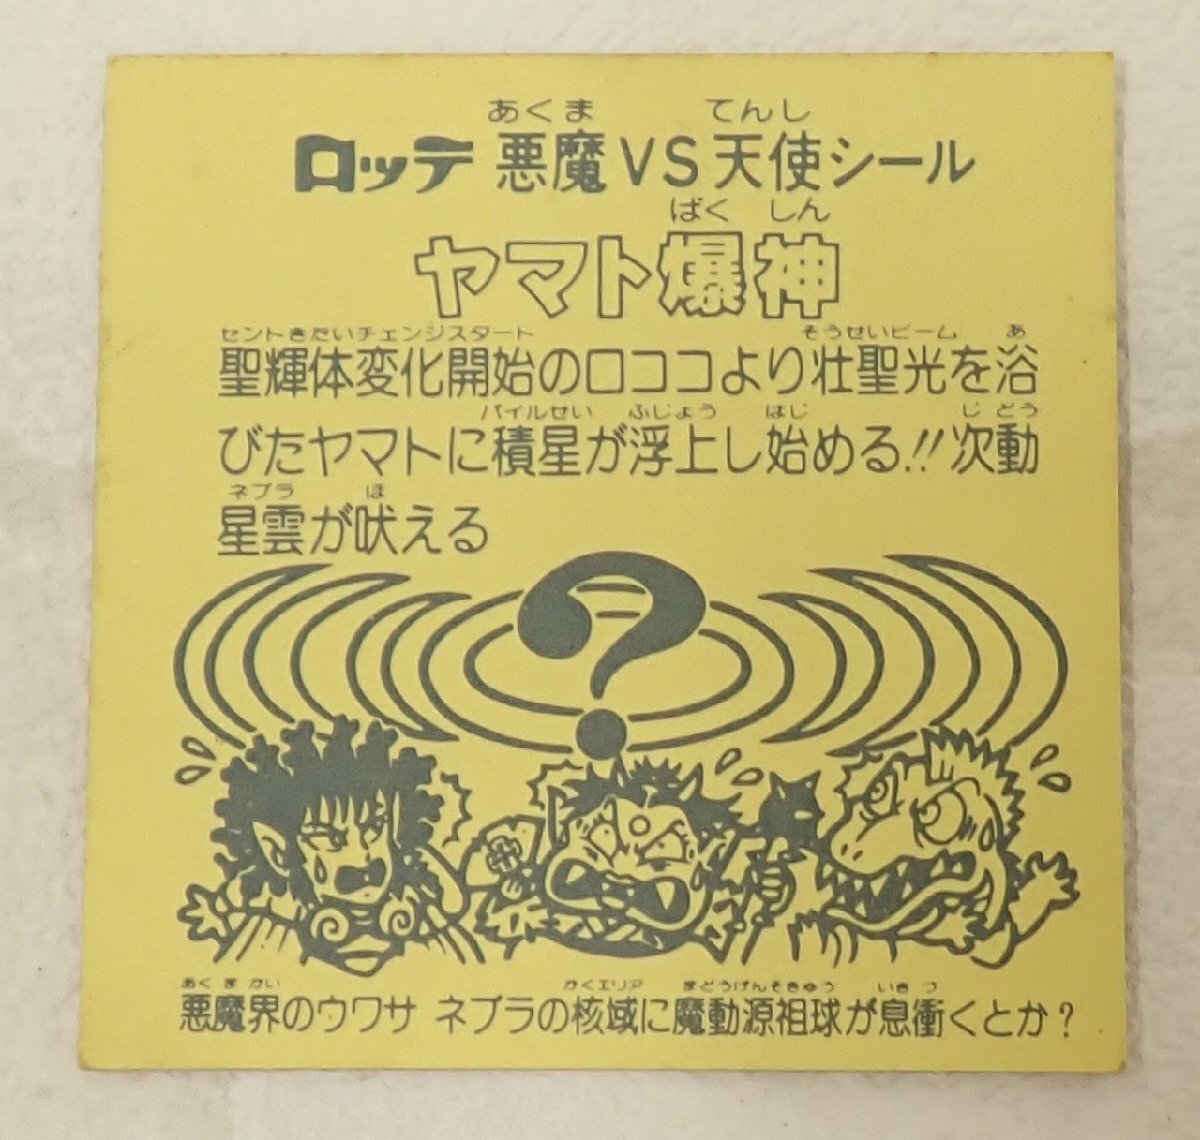 あくま てんし
ロッテ 悪魔VS天使シール
ばく しん
ヤマト爆神
セントきたいチェンジスタート そうせいビーム あ
聖輝体変化開始のロココより壮聖光を浴
パイルせい ふじょう はじ じどう
びたヤマトに積星が浮上し始める!!次動
ネブラ ほ
星雲が吠える
?
あくまかい かくエリア まどうげんそきゅう いきつ
悪魔界のウワサ ネブラの核域に魔動源祖球が息衝くとか?